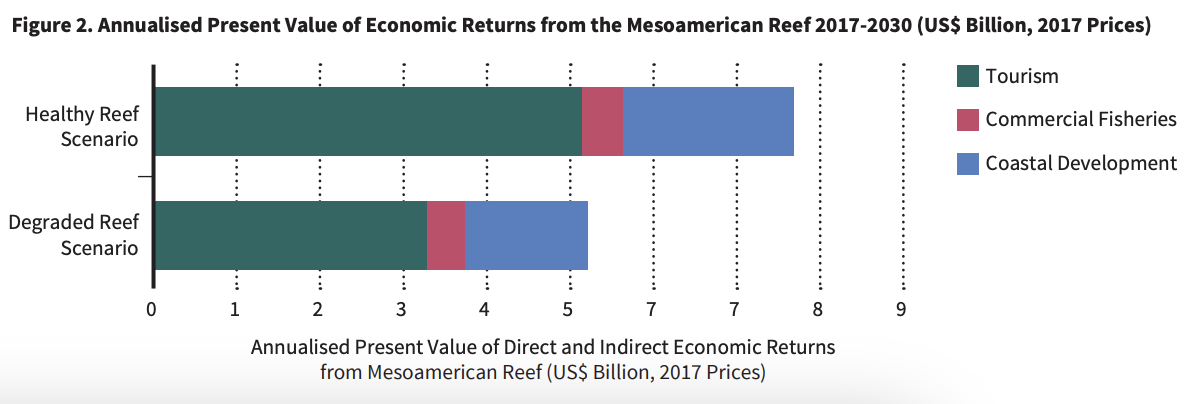 Figure 2. Annualised Present Value of Economic Returns from the Mesoamerican Reef 2017-2030 (US$ Billion, 2017 Prices)
Tourism
Commercial Fisheries
Coastal Development
Healthy Reef
Scenario
Degraded Reef
Scenario
0 1 2 3 4 5 7 7 8 9
Annualised Present Value of Direct and Indirect Economic Returns
from Mesoamerican Reef (US$ Billion, 2017 Prices)